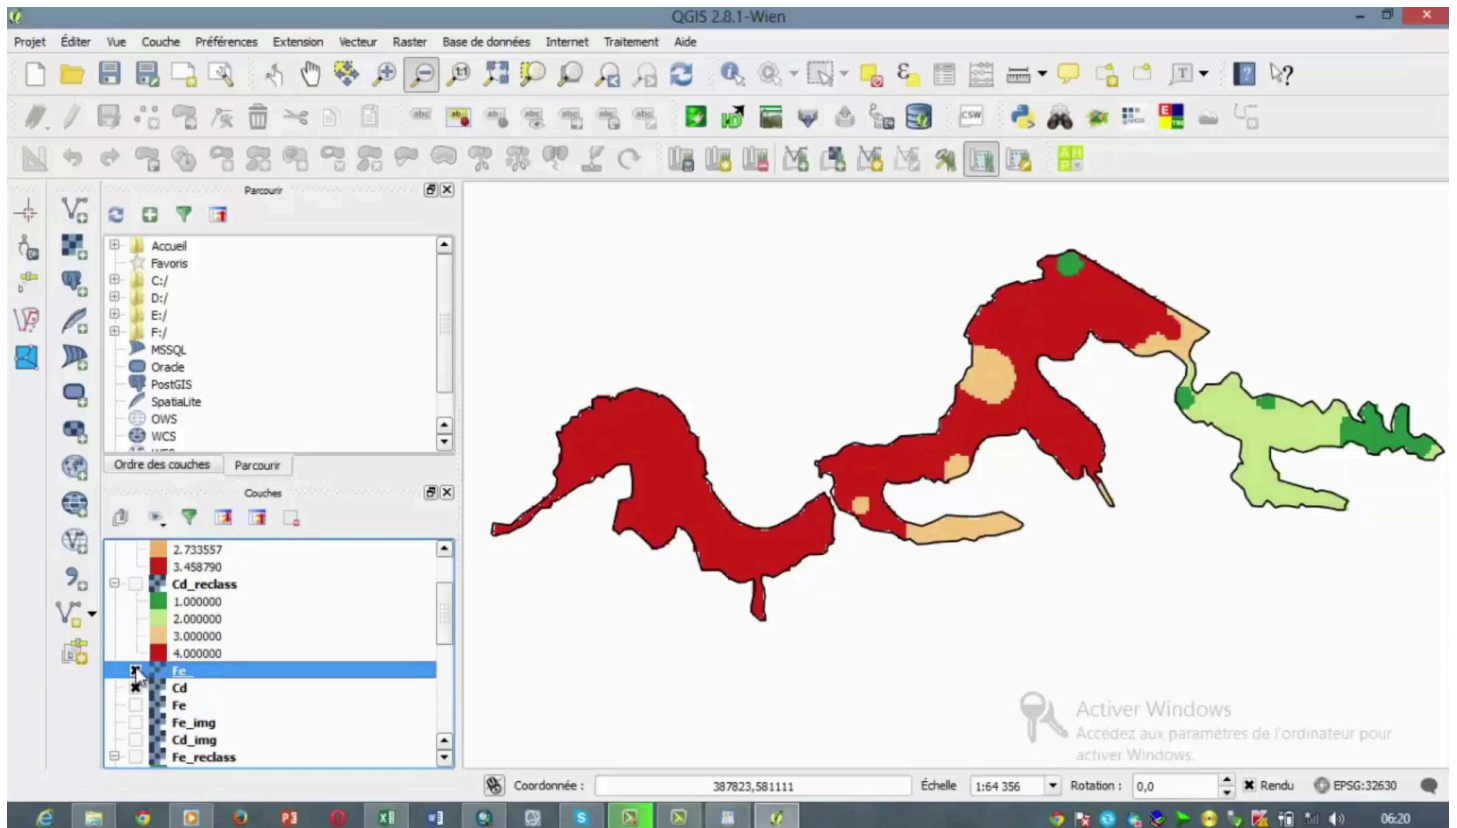 QGIS 2.8.1-Wien
Projet Éditer Vue Couche Préférences Extension Vecteur Raster Base de données Internet Traitement Aide
Parcourir
Accueil
Favoris
C:/
D:/
E:/
F:/
MSSQL
Oracle
PostGIS
SpatiaLite
OWS
WCS
Ordre des couches Parcourir
Couches
2.733557
3.458790
Cd_reclass
1.000000
2.000000
3.000000
4.000000
Fe_
Cd
Fe
Fe_img
Cd_img
Fe_reclass
Activer Windows
Accédez aux paramètres de l'ordinateur pour
activer Windows.
Coordonnée : 387823,581111 Échelle 1:64 356 Rotation : 0,0 Rendu EPSG:32630
06:20